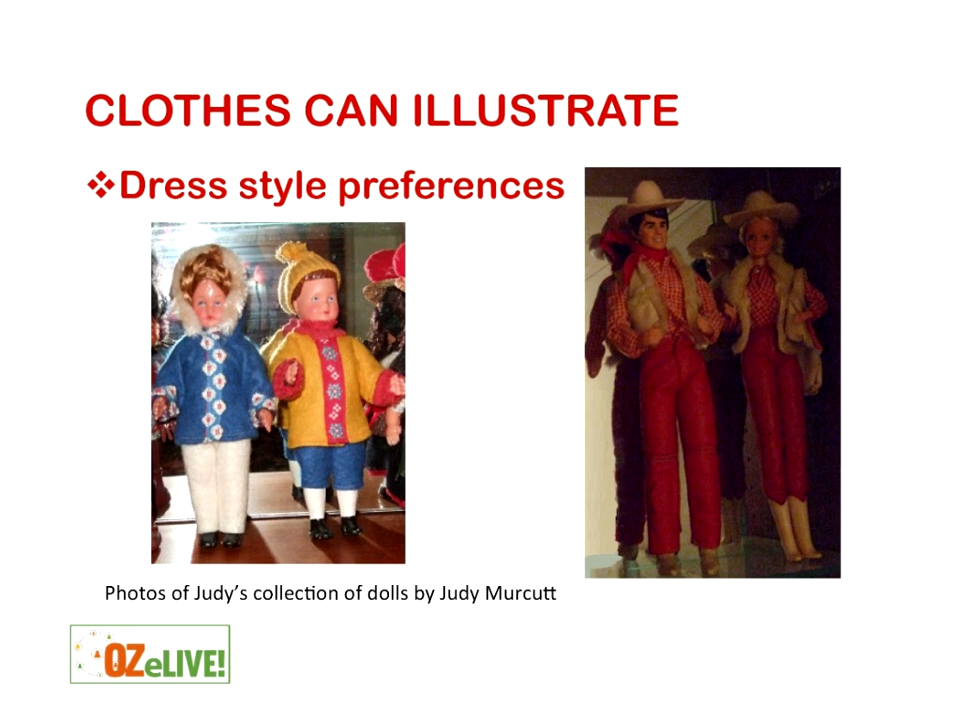 CLOTHES CAN ILLUSTRATE
❖Dress style preferences
Photos of Judy’s collection of dolls by Judy Murcutt
OZeLIVE!